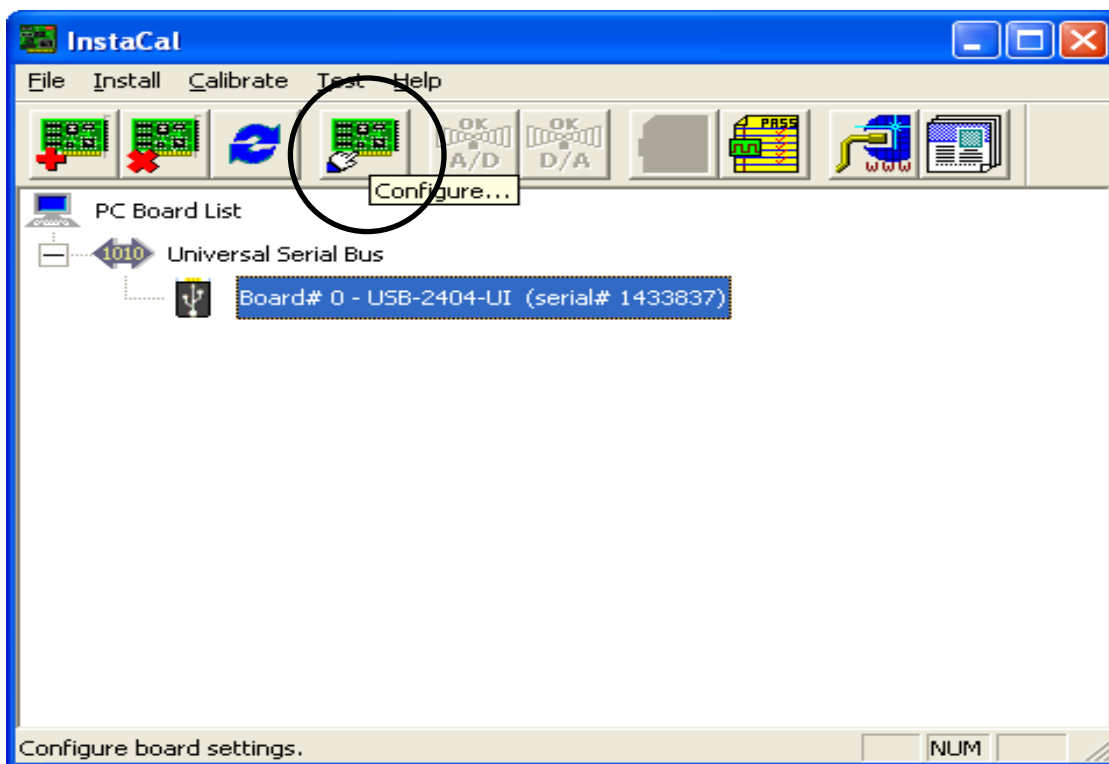 InstaCal
File Install Calibrate Test Help
OK A/D
OK D/A
PASS
www
Configure...
PC Board List
1010 Universal Serial Bus
Board# 0 - USB-2404-UI (serial# 1433837)
Configure board settings.
NUM